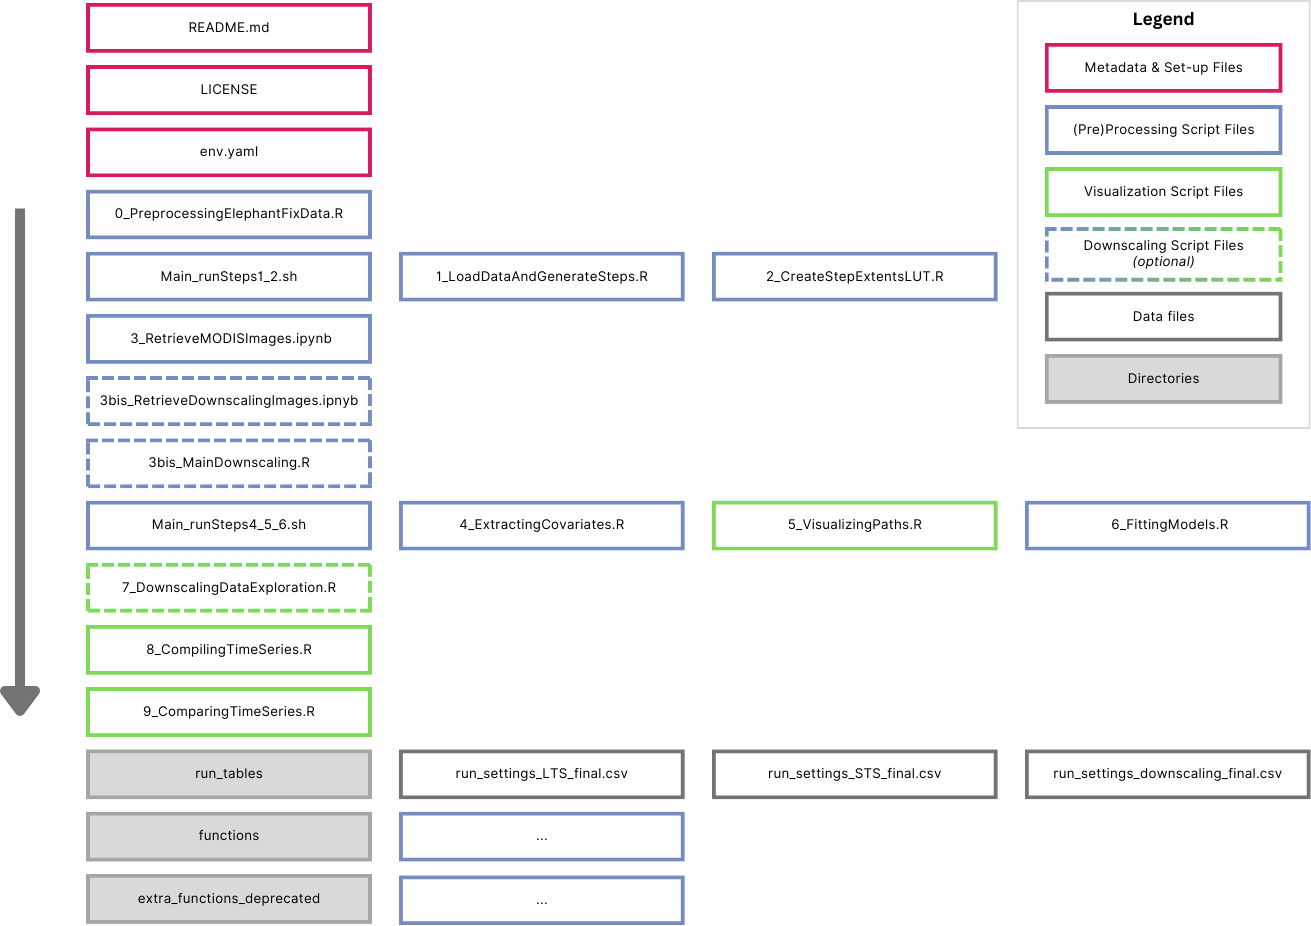 README.md
LICENSE
env.yaml
0_PreprocessingElephantFixData.R
Main_runSteps1_2.sh
1_LoadDataAndGenerateSteps.R
2_CreateStepExtentsLUT.R
3_RetrieveMODISImages.ipynb
3bis_RetrieveDownscalingImages.ipnyb
3bis_MainDownscaling.R
Main_runSteps4_5_6.sh
4_ExtractingCovariates.R
5_VisualizingPaths.R
6_FittingModels.R
7_DownscalingDataExploration.R
8_CompilingTimeSeries.R
9_ComparingTimeSeries.R
run_tables
run_settings_LTS_final.csv
run_settings_STS_final.csv
run_settings_downscaling_final.csv
functions
...
extra_functions_deprecated
...
Legend
Metadata & Set-up Files
(Pre)Processing Script Files
Visualization Script Files
Downscaling Script Files
(optional)
Data files
Directories